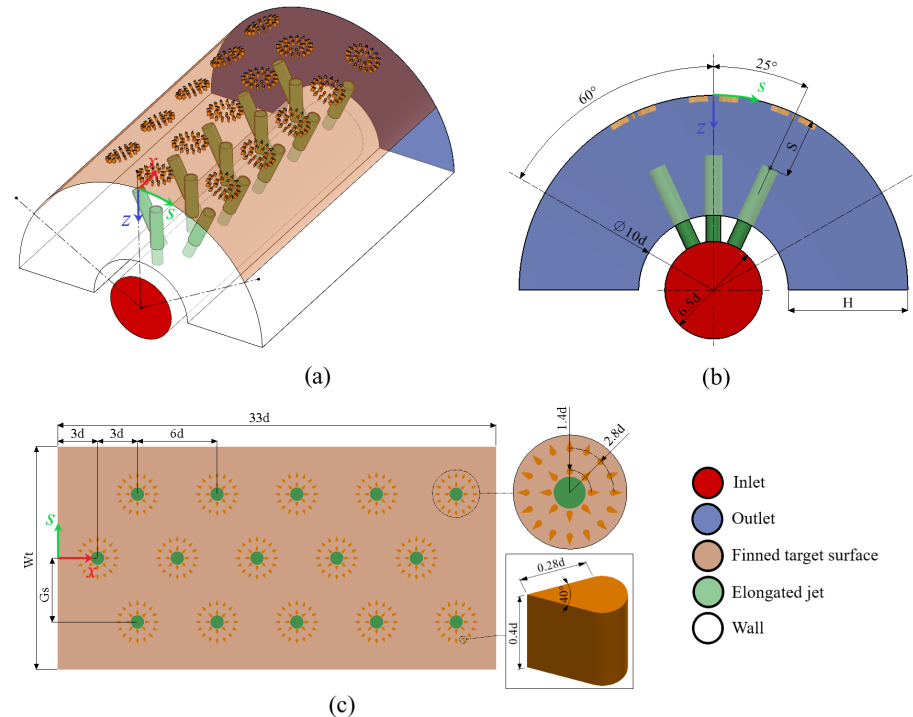 x
s
z
(a)
60°
25°
s
z
S
⌀10d
6.5d
H
(b)
33d
3d
3d
6d
Wt
s
x
Gs
1.4d
2.8d
0.28d
40°
0.4d
(c)
Inlet
Outlet
Finned target surface
Elongated jet
Wall